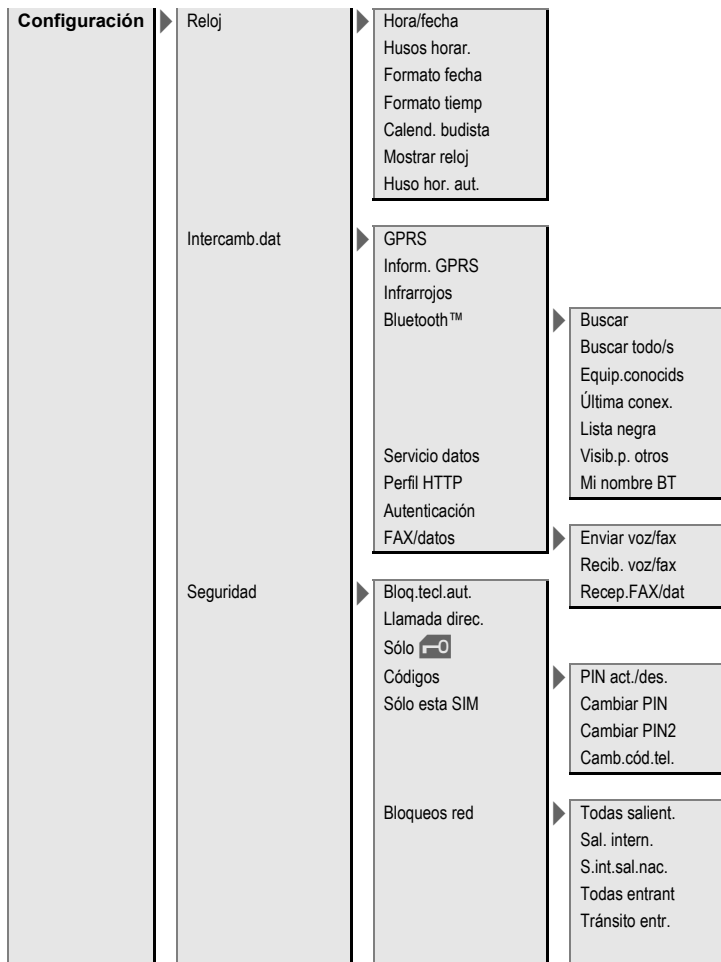 Configuración Reloj Hora/fecha
Husos horar.
Formato fecha
Formato tiemp
Calend. budista
Mostrar reloj
Huso hor. aut.
Intercamb.dat GPRS
Inform. GPRS
Infrarrojos
Bluetooth™ Buscar
Buscar todo/s
Equip.conocids
Última conex.
Lista negra
Servicio datos Visib.p. otros
Perfil HTTP Mi nombre BT
Autenticación
FAX/datos Enviar voz/fax
Recib. voz/fax
Seguridad Bloq.tecl.aut. Recep.FAX/dat
Llamada direc.
Sólo
Códigos PIN act./des.
Sólo esta SIM Cambiar PIN
Cambiar PIN2
Camb.cód.tel.
Bloqueos red Todas salient.
Sal. intern.
S.int.sal.nac.
Todas entrant
Tránsito entr.